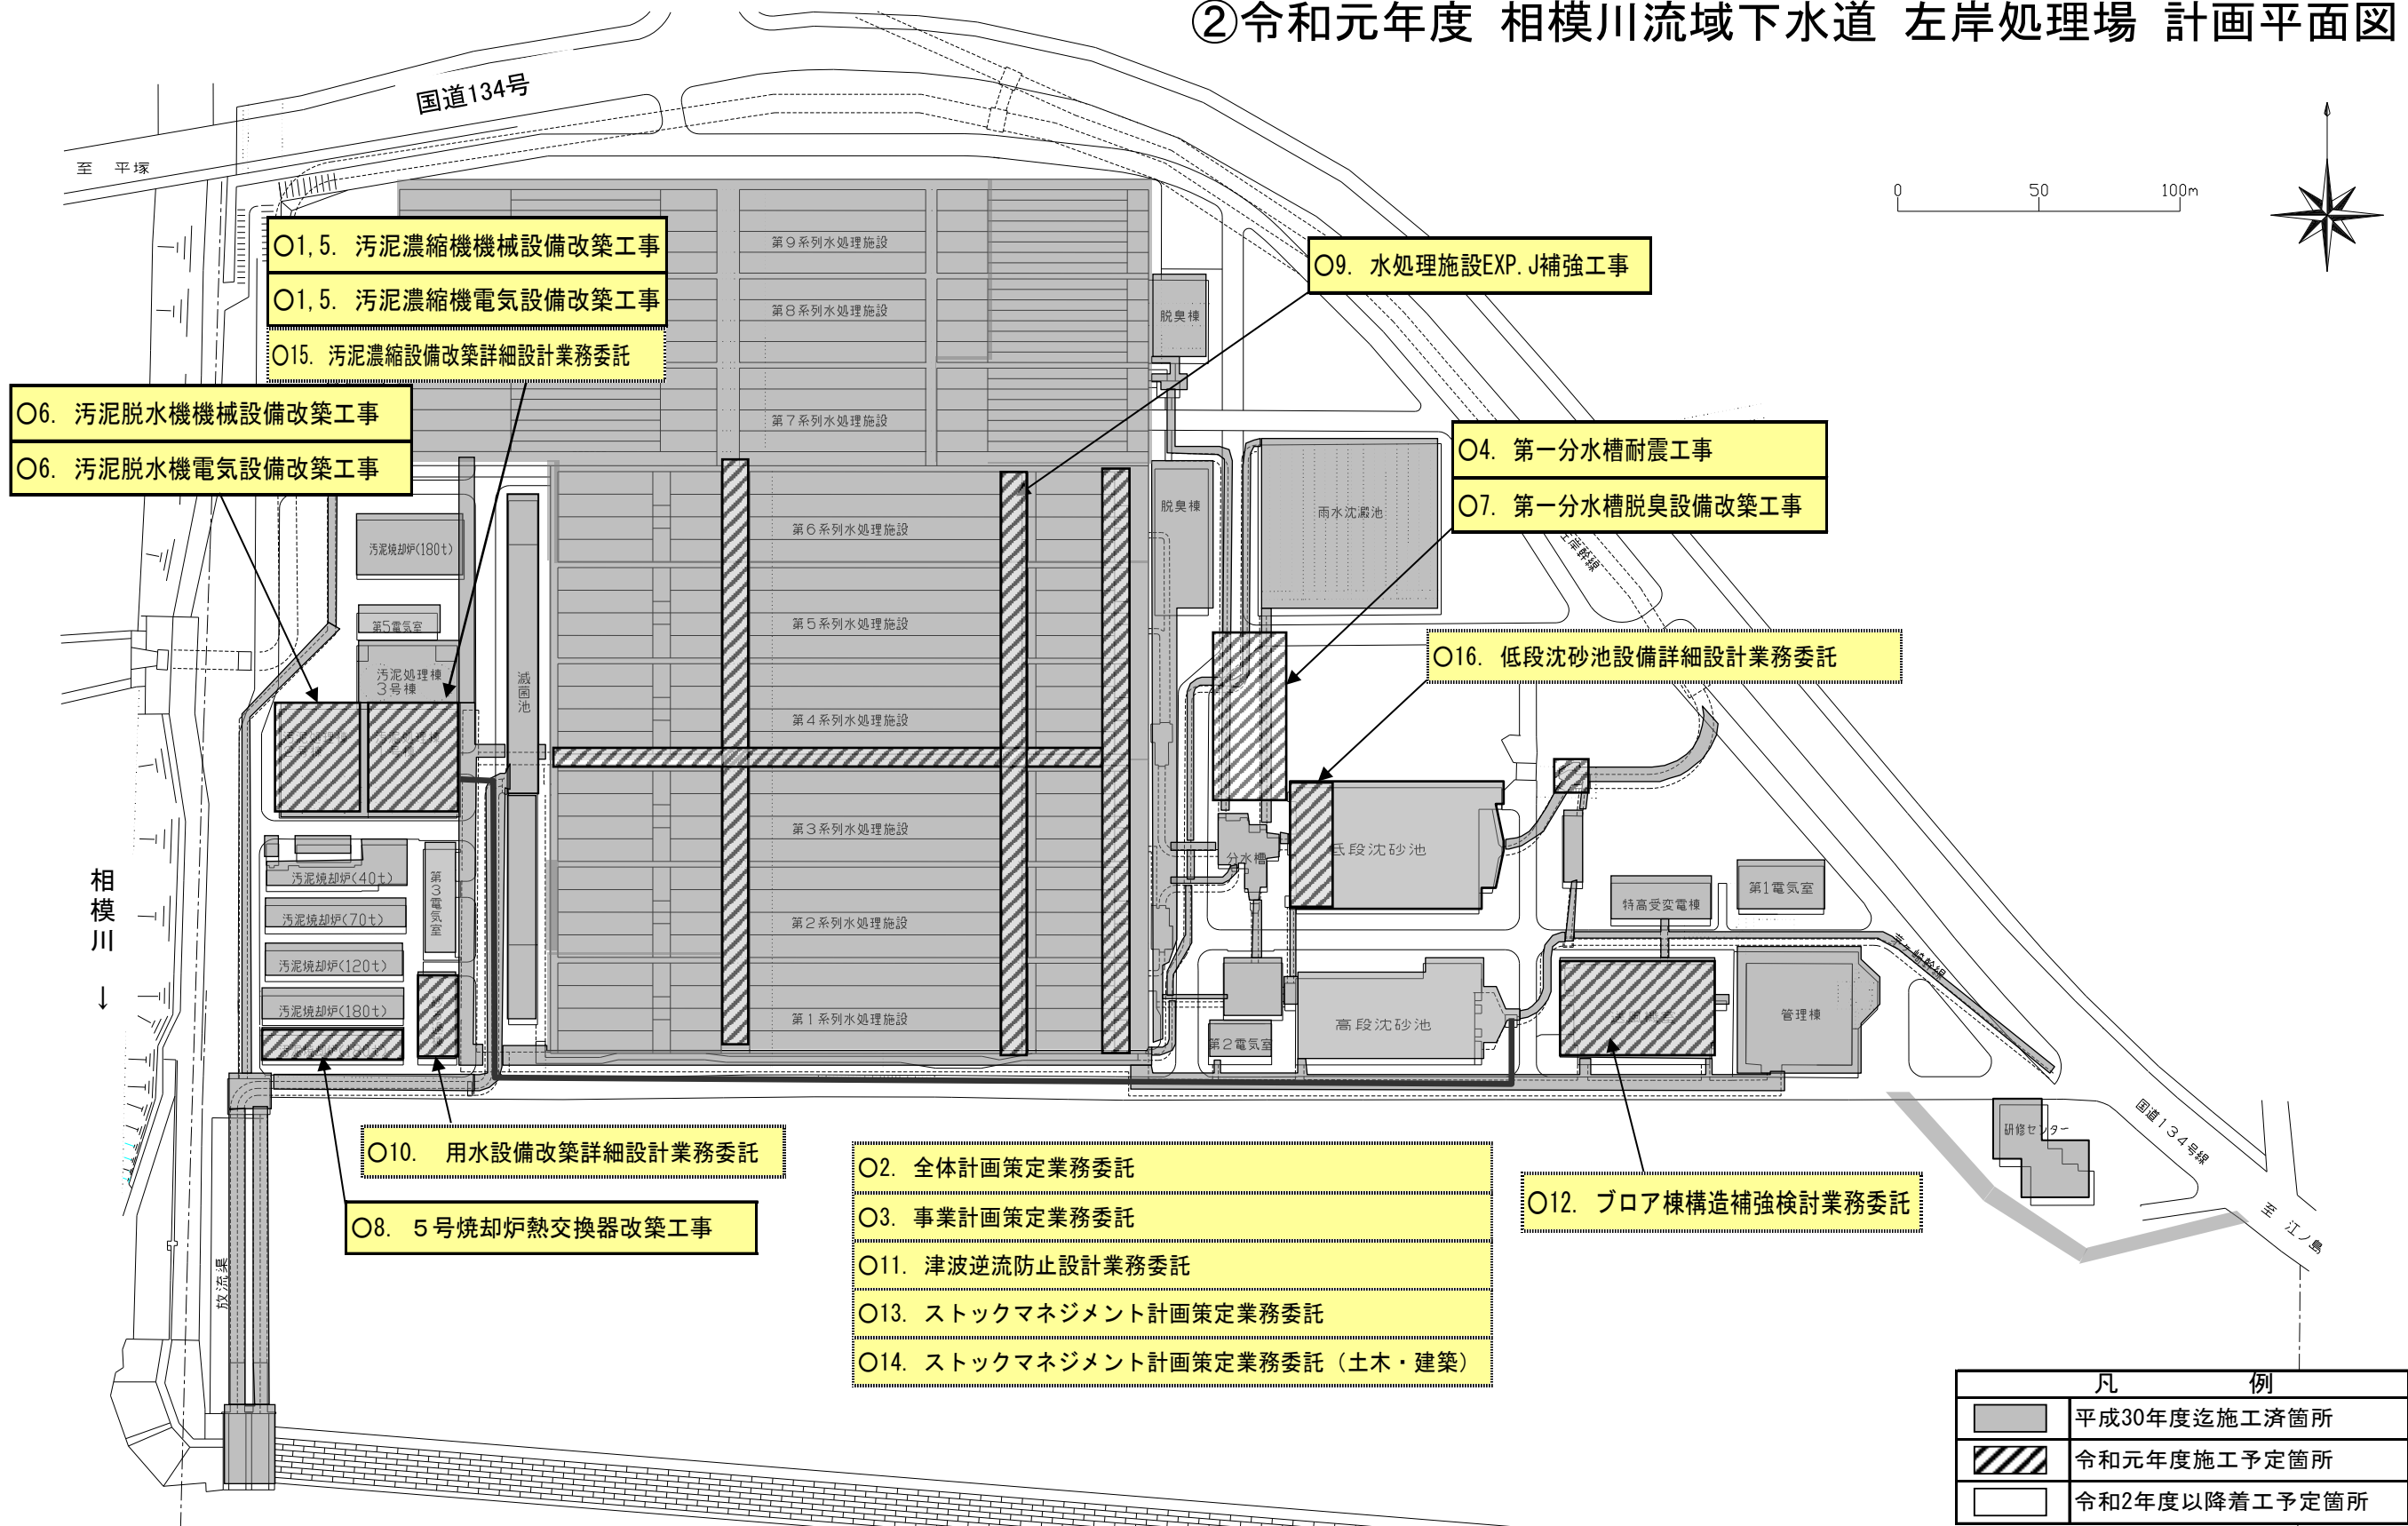 ②令和元年度 相模川流域下水道 左岸処理場 計画平面図
国道134号
至 平塚
0 50 100m
〇1,5. 汚泥濃縮機機械設備改築工事
〇1,5. 汚泥濃縮機電気設備改築工事
〇15. 汚泥濃縮設備改築詳細設計業務委託
〇9. 水処理施設EXP.J補強工事
〇6. 汚泥脱水機機械設備改築工事
〇6. 汚泥脱水機電気設備改築工事
〇4. 第一分水槽耐震工事
〇7. 第一分水槽脱臭設備改築工事
〇16. 低段沈砂池設備詳細設計業務委託
第9系列水処理施設
第8系列水処理施設
第7系列水処理施設
第6系列水処理施設
第5系列水処理施設
第4系列水処理施設
第3系列水処理施設
第2系列水処理施設
第1系列水処理施設
脱臭棟
脱臭棟
雨水沈澱池
左岸幹線
汚泥焼却炉(180t)
第5電気室
汚泥処理棟
3号棟
滅菌池
汚泥焼却炉(40t)
汚泥焼却炉(70t)
汚泥焼却炉(120t)
汚泥焼却炉(180t)
第3電気室
分水槽
低段沈砂池
高段沈砂池
第2電気室
特高受変電棟
第1電気室
管理棟
茅ヶ崎幹線
研修センター
国道134号線
至 江ノ島
相模川
↓
放流渠
〇10. 用水設備改築詳細設計業務委託
〇8. 5号焼却炉熱交換器改築工事
〇2. 全体計画策定業務委託
〇3. 事業計画策定業務委託
〇11. 津波逆流防止設計業務委託
〇13. ストックマネジメント計画策定業務委託
〇14. ストックマネジメント計画策定業務委託（土木・建築）
〇12. ブロア棟構造補強検討業務委託
凡 例
平成30年度迄施工済箇所
令和元年度施工予定箇所
令和2年度以降着工予定箇所